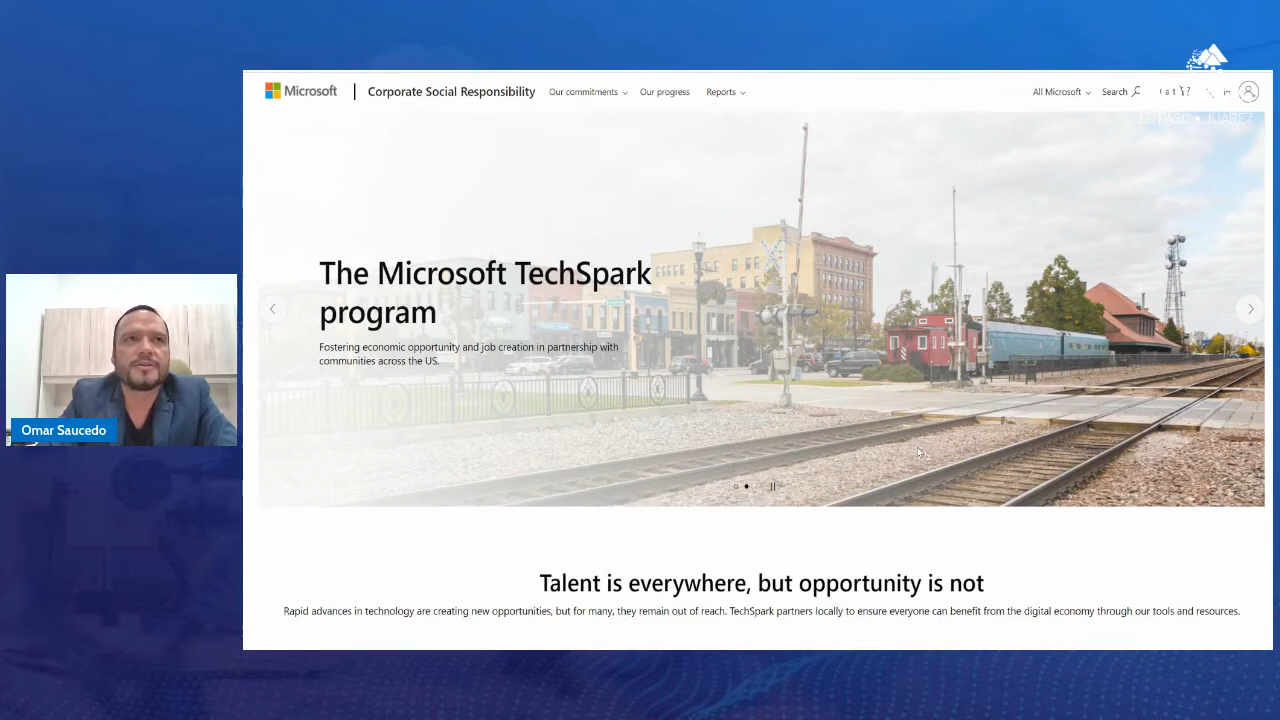 Microsoft
Corporate Social Responsibility
Our commitments
Our progress
Reports
All Microsoft
Search
EL PASO • JUAREZ
The Microsoft TechSpark
program
Fostering economic opportunity and job creation in partnership with
communities across the US.
Omar Saucedo
Talent is everywhere, but opportunity is not
Rapid advances in technology are creating new opportunities, but for many, they remain out of reach. TechSpark partners locally to ensure everyone can benefit from the digital economy through our tools and resources.